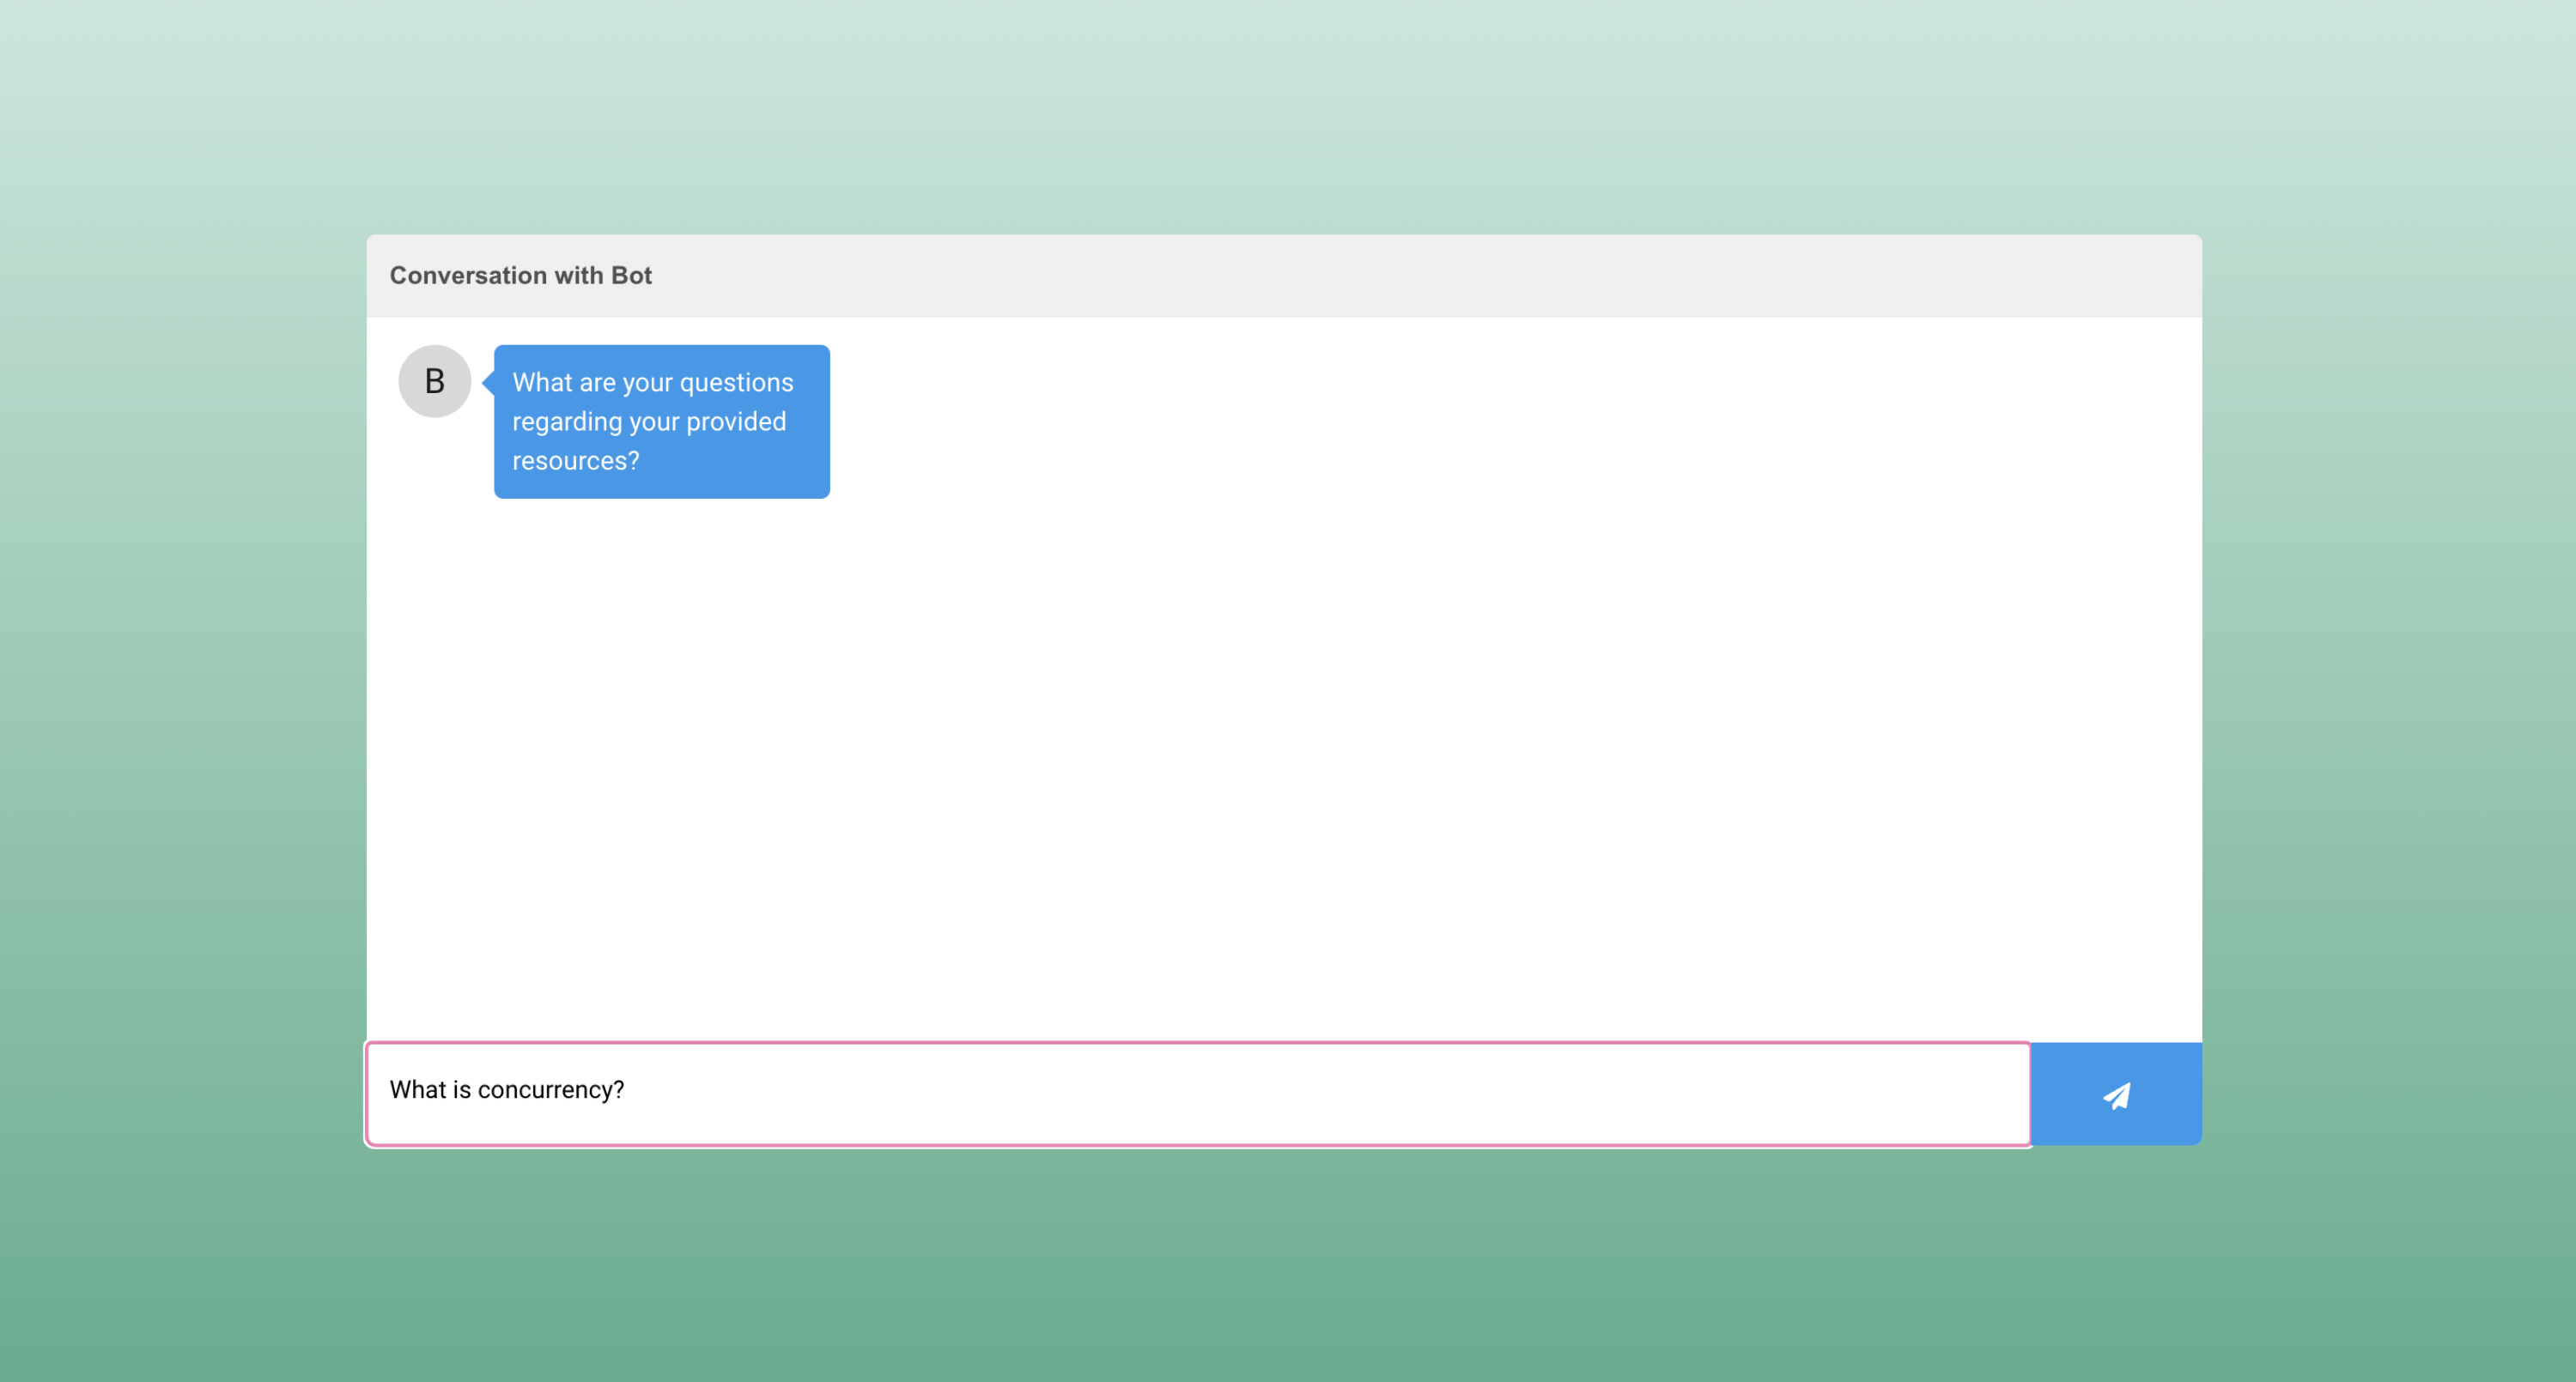 Conversation with Bot
B
What are your questions
regarding your provided
resources?
What is concurrency?